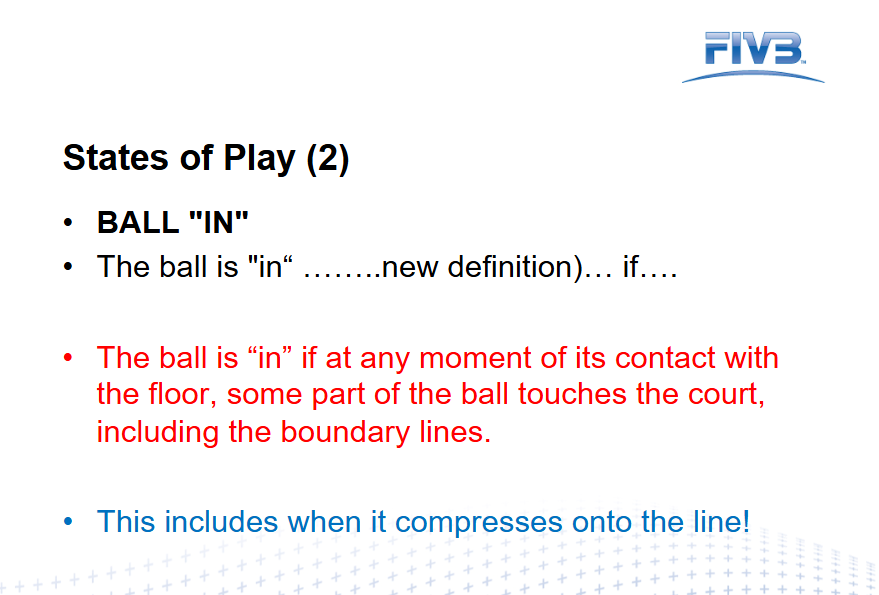 FIVB™
States of Play (2)
• BALL "IN"
• The ball is "in“ ……..new definition)… if….
• The ball is “in” if at any moment of its contact with
the floor, some part of the ball touches the court,
including the boundary lines.
• This includes when it compresses onto the line!